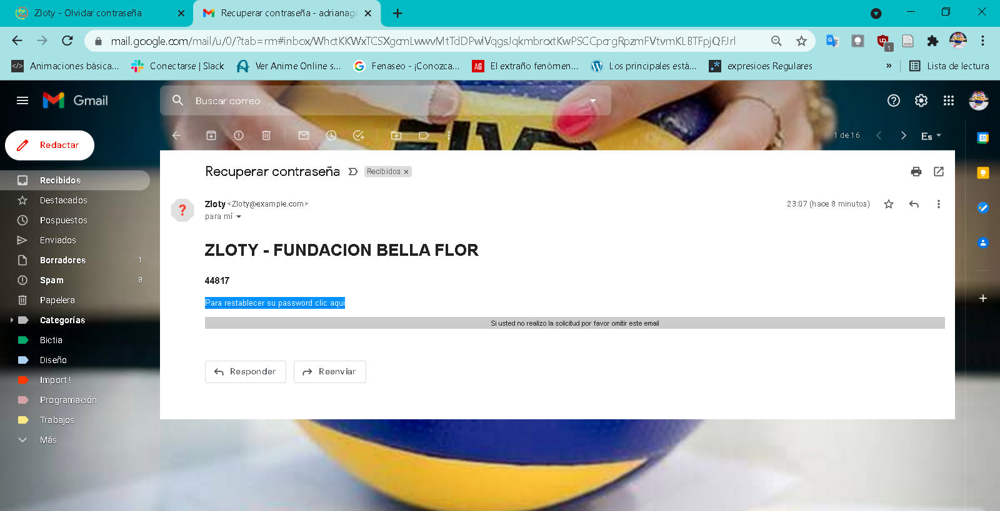 Zloty - Olvidar contraseña
Recuperar contraseña - adrianage
mail.google.com/mail/u/0/?tab=rm#inbox/
Animaciones básica...
Conectarse | Slack
Ver Anime Online s...
Fenaseo - ¡Conozca...
El extraño fenómen...
Los principales está...
expresioes Regulares
»
Lista de lectura
Gmail
Buscar correo
1 de 16
Es
Redactar
Recibidos
Destacados
Pospuestos
Enviados
Borradores 1
Spam 8
Papelera
Categorías
Bictia
Diseño
Import!
Programación
Trabajos
Más
Recuperar contraseña
Recibidos x
Zloty <Zloty@example.com>
23:07 (hace 8 minutos)
para mí
ZLOTY - FUNDACION BELLA FLOR
44817
Para restablecer su password clic aqui
Si usted no realizo la solicitud por favor omitir este email
Responder
Reenviar
31